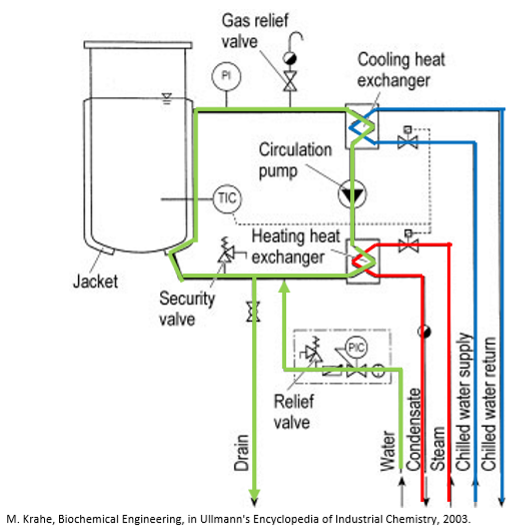 Gas relief
valve
PI
Cooling heat
exchanger
Circulation
pump
TIC
Heating heat
exchanger
Jacket
Security
valve
PIC
Relief
valve
Drain
Water
Condensate
Steam
Chilled water supply
Chilled water return
M. Krahe, Biochemical Engineering, in Ullmann's Encyclopedia of Industrial Chemistry, 2003.